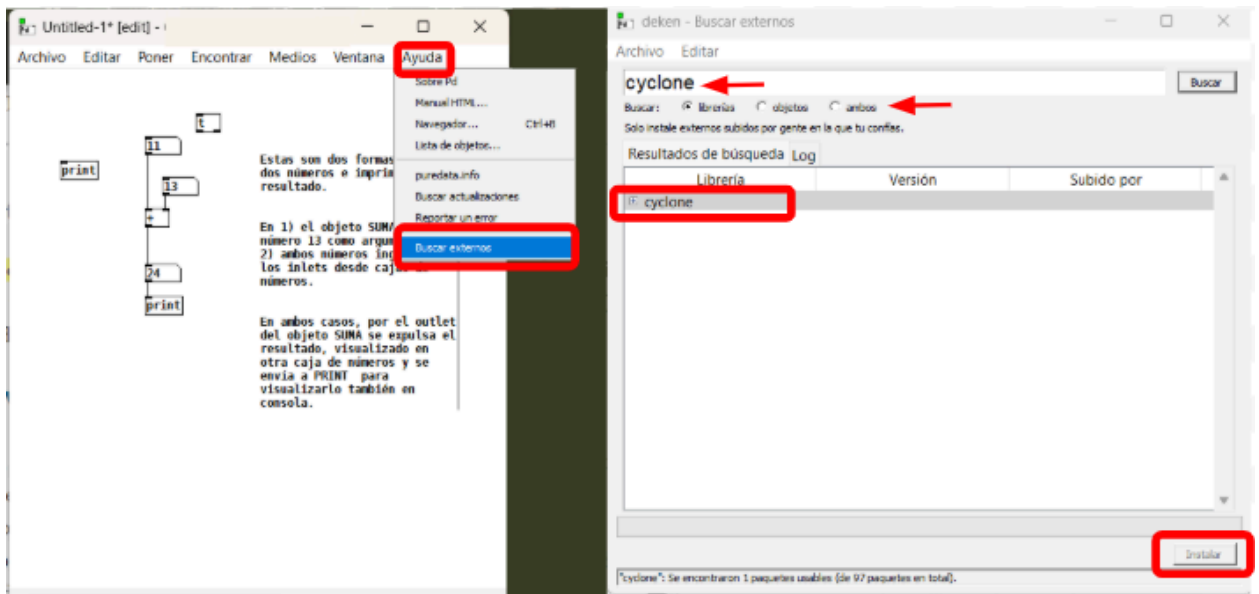 Untitled-1* [edit] -
Archivo Editar Poner Encontrar Medios Ventana Ayuda
Sobre Pd
Manual HTML...
Navegador... Ctrl+B
Lista de objetos...
puredata.info
Buscar actualizaciones
Reportar un error
Buscar externos
t
11
print
13
+
24
print
Estas son dos formas
dos números e imprim
resultado.
En 1) el objeto SUMA
número 13 como argum
2) ambos números ing
los inlets desde caj
números.
En ambos casos, por el outlet
del objeto SUMA se expulsa el
resultado, visualizado en
otra caja de números y se
envía a PRINT para
visualizarlo también en
consola.
deken - Buscar externos
Archivo Editar
cyclone
Buscar
Buscar: librerías objetos ambos
Solo instale externos subidos por gente en la que tu confías.
Resultados de búsqueda Log
Librería Versión Subido por
cyclone
Instalar
"cyclone": Se encontraron 1 paquetes usables (de 97 paquetes en total).